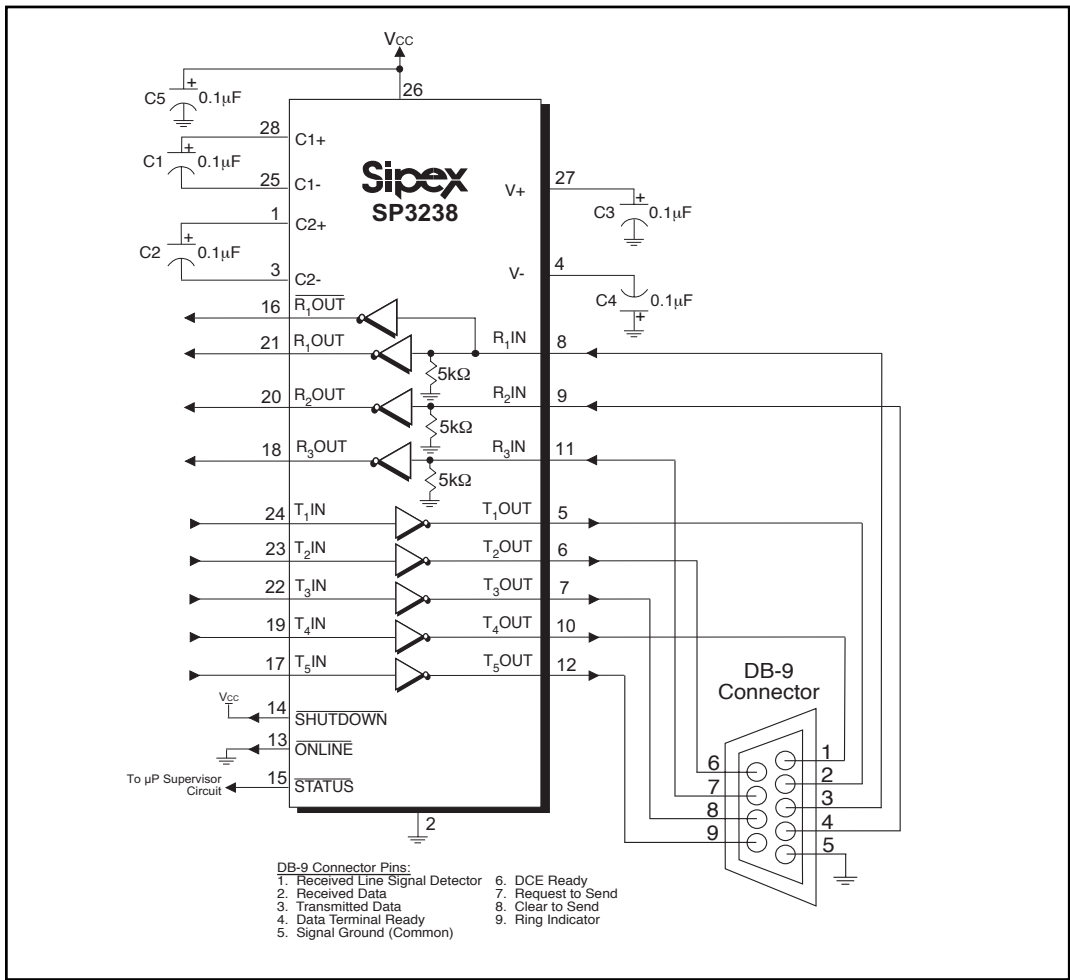 VCC
26
C5 + 0.1µF
28 C1+
C1 + 0.1µF
25 C1-
1 C2+
C2 + 0.1µF
3 C2-
Sipex
SP3238
V+ 27
C3 + 0.1µF
V- 4
C4 0.1µF +
16 R1OUT
21 R1OUT R1IN 8
5kΩ
20 R2OUT R2IN 9
5kΩ
18 R3OUT R3IN 11
5kΩ
24 T1IN T1OUT 5
23 T2IN T2OUT 6
22 T3IN T3OUT 7
19 T4IN T4OUT 10
17 T5IN T5OUT 12
VCC
14 SHUTDOWN
13 ONLINE
To µP Supervisor
Circuit
15 STATUS
2
DB-9
Connector
6
7
8
9
1
2
3
4
5
DB-9 Connector Pins:
1. Received Line Signal Detector 6. DCE Ready
2. Received Data 7. Request to Send
3. Transmitted Data 8. Clear to Send
4. Data Terminal Ready 9. Ring Indicator
5. Signal Ground (Common)